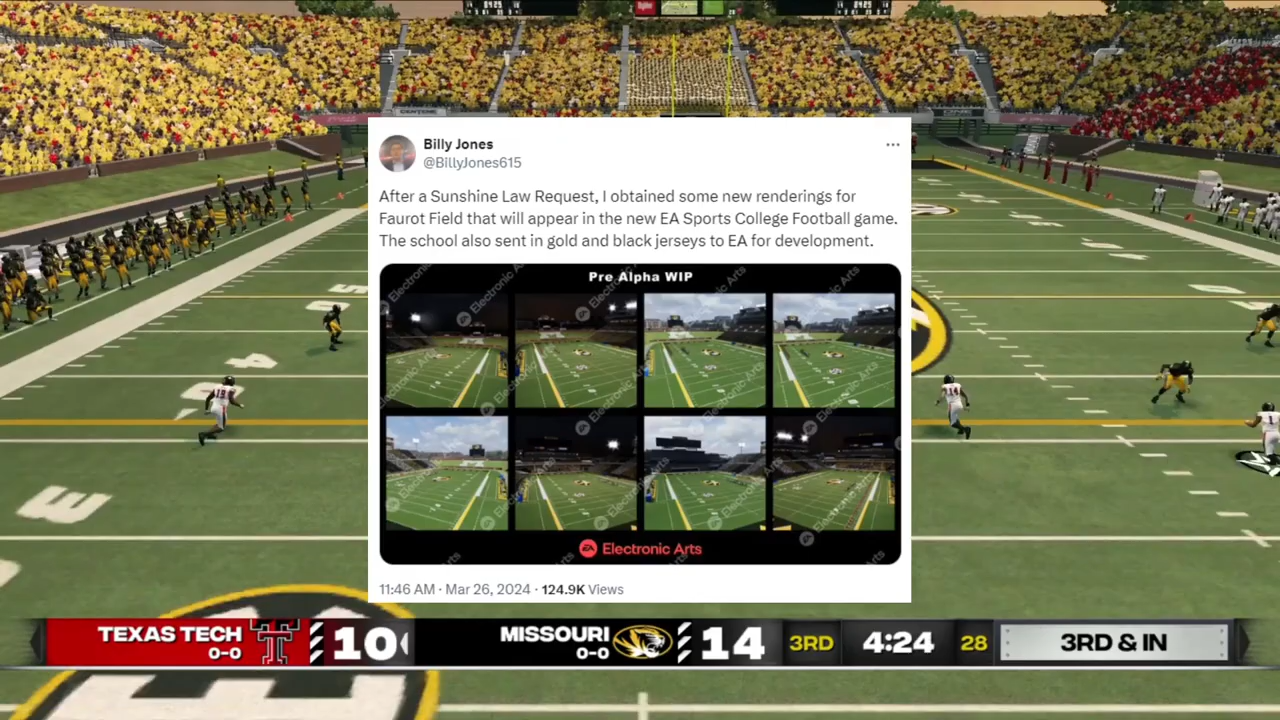 Billy Jones
@BillyJones615
After a Sunshine Law Request, I obtained some new renderings for
Faurot Field that will appear in the new EA Sports College Football game.
The school also sent in gold and black jerseys to EA for development.
Pre Alpha WIP
Electronic Arts
EA Electronic Arts
11:46 AM · Mar 26, 2024 · 124.9K Views
TEXAS TECH
0-0
10
MISSOURI
0-0
14
3RD
4:24
28
3RD & IN